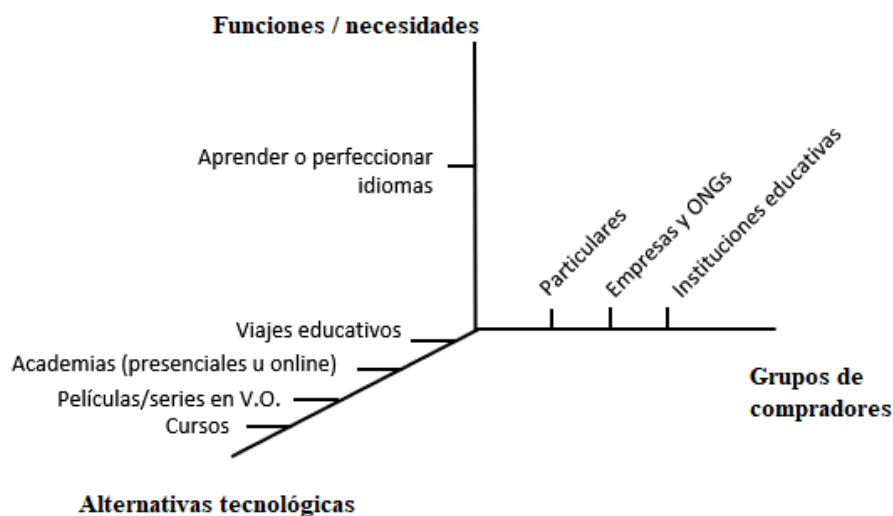 Funciones / necesidades
Aprender o perfeccionar
idiomas
Particulares
Empresas y ONGs
Instituciones educativas
Viajes educativos
Academias (presenciales u online)
Películas/series en V.O.
Cursos
Grupos de
compradores
Alternativas tecnológicas